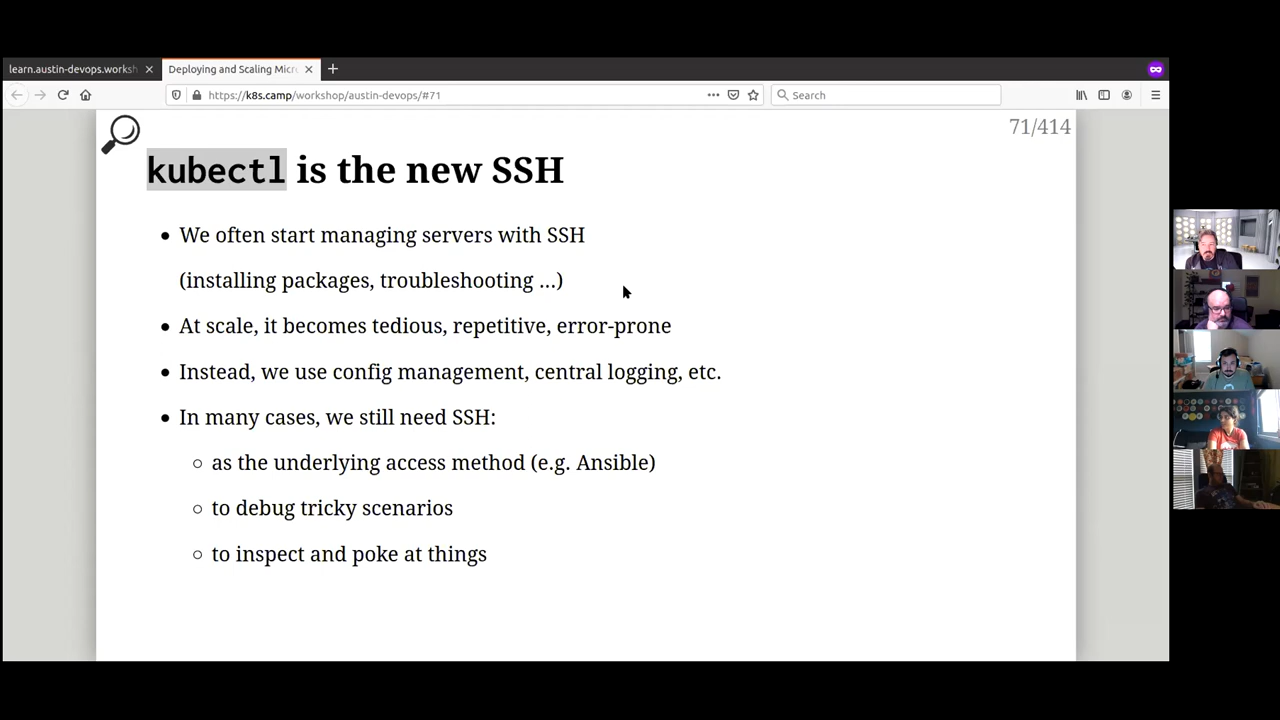 learn.austin-devops.worksh
Deploying and Scaling Micr
https://k8s.camp/workshop/austin-devops/#71
Search
71/414
kubectl is the new SSH
• We often start managing servers with SSH
(installing packages, troubleshooting ...)
• At scale, it becomes tedious, repetitive, error-prone
• Instead, we use config management, central logging, etc.
• In many cases, we still need SSH:
○ as the underlying access method (e.g. Ansible)
○ to debug tricky scenarios
○ to inspect and poke at things